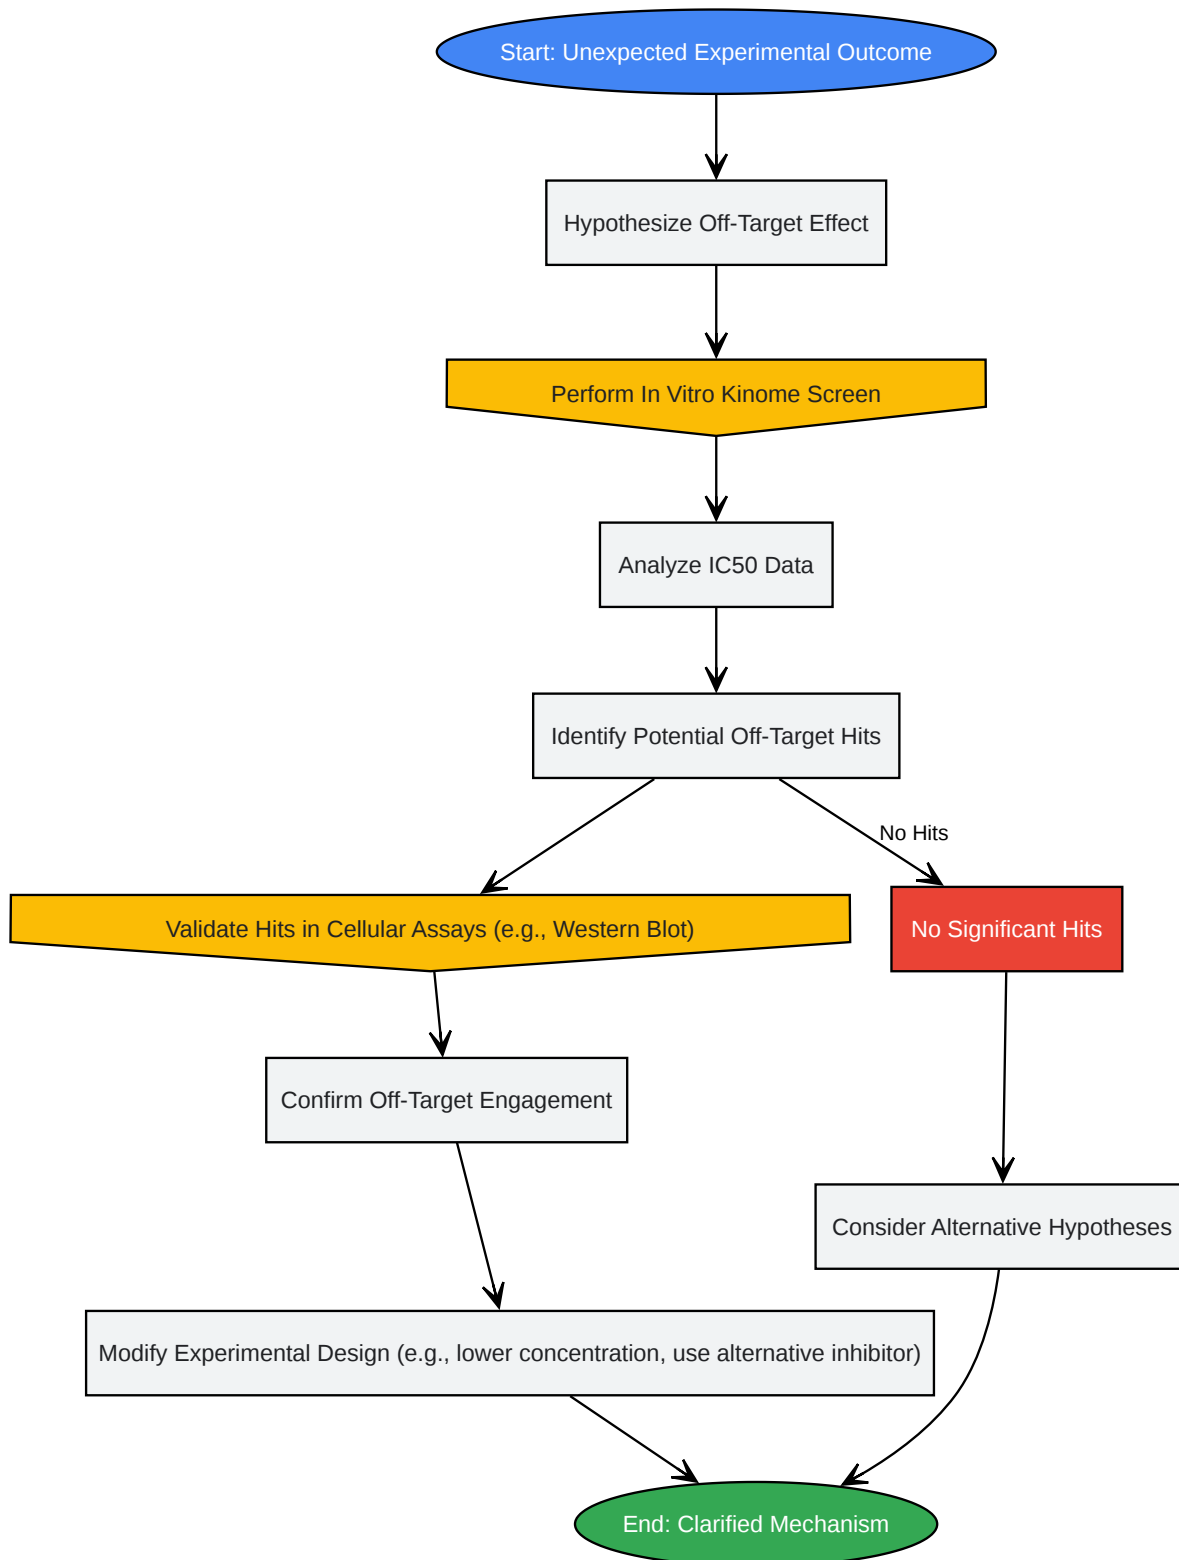 Start: Unexpected Experimental Outcome
Hypothesize Off-Target Effect
Perform In Vitro Kinome Screen
Analyze IC50 Data
Identify Potential Off-Target Hits
No Hits
Validate Hits in Cellular Assays (e.g., Western Blot)
No Significant Hits
Confirm Off-Target Engagement
Consider Alternative Hypotheses
Modify Experimental Design (e.g., lower concentration, use alternative inhibitor)
End: Clarified Mechanism